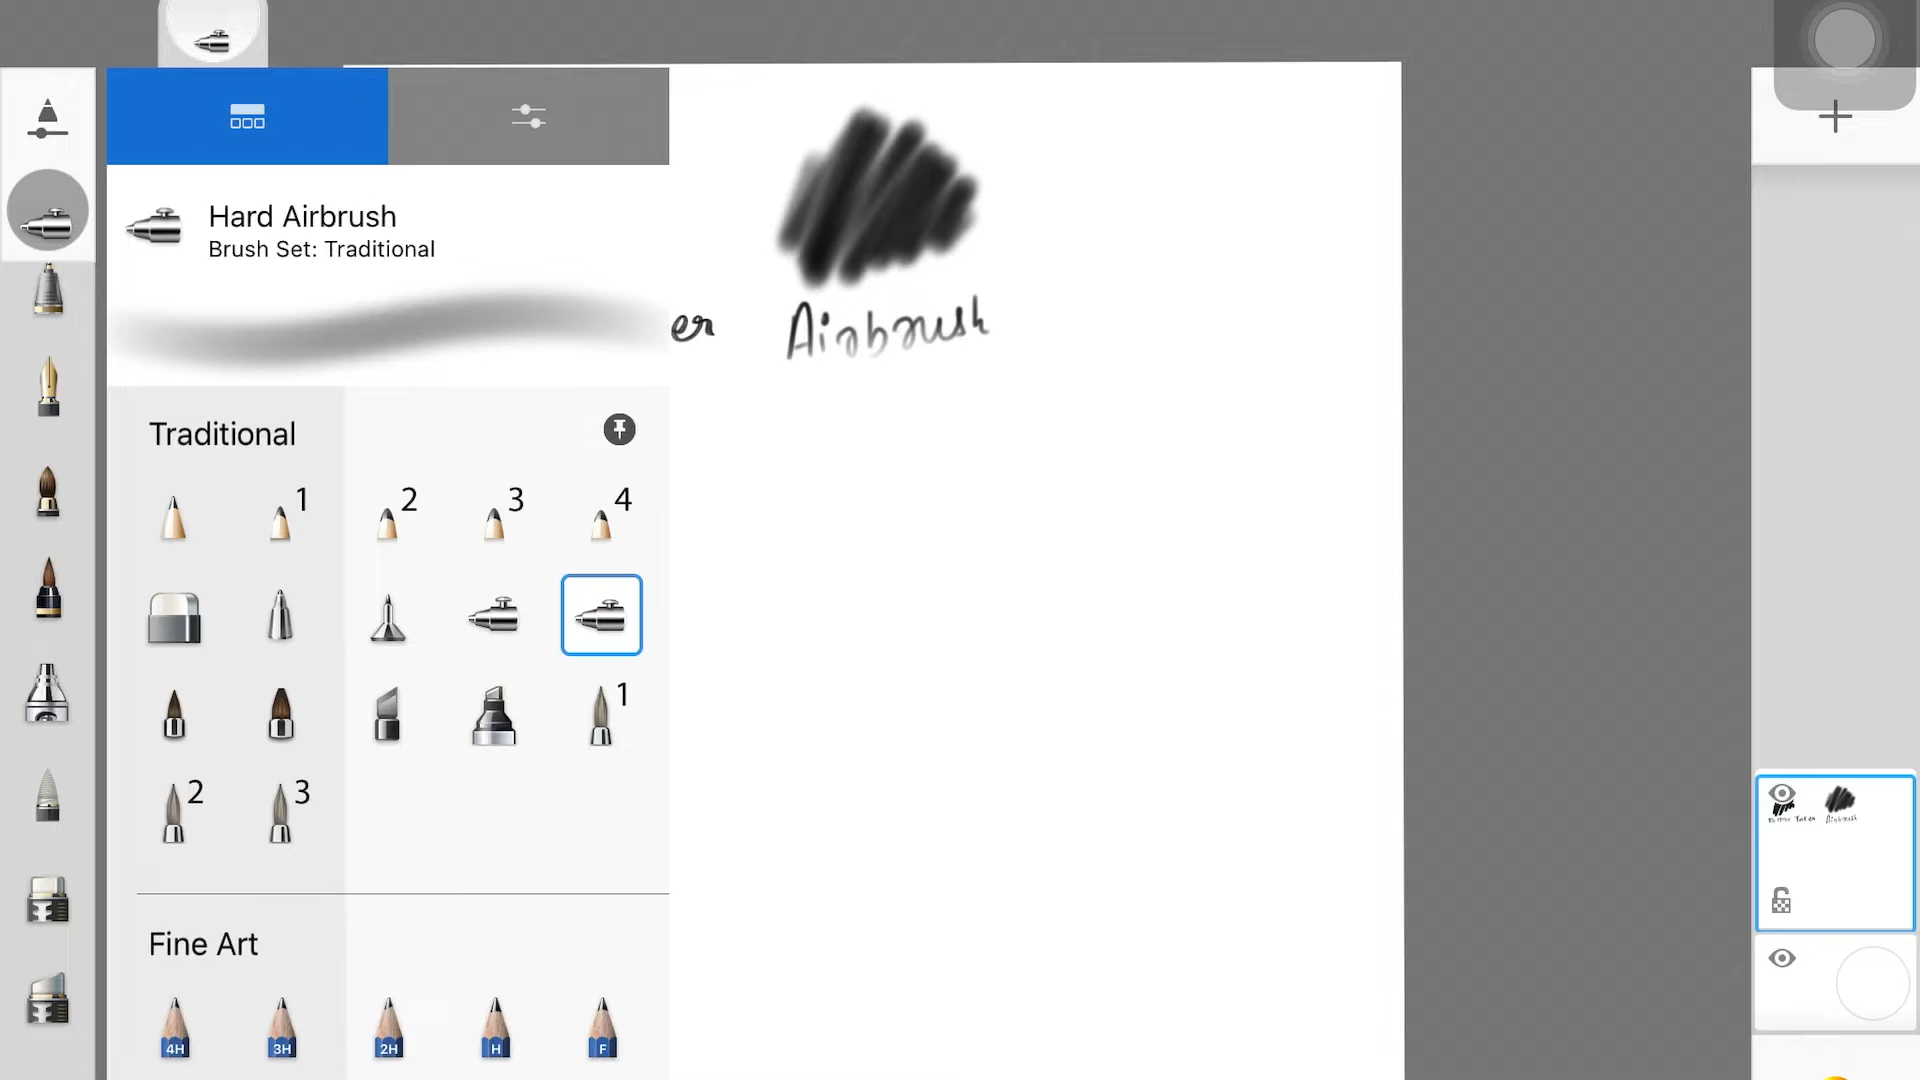 Hard Airbrush
Brush Set: Traditional
er
Airbrush
Traditional
1 2 3 4
1
2 3
Fine Art
4H 3H 2H H F
Airbrush